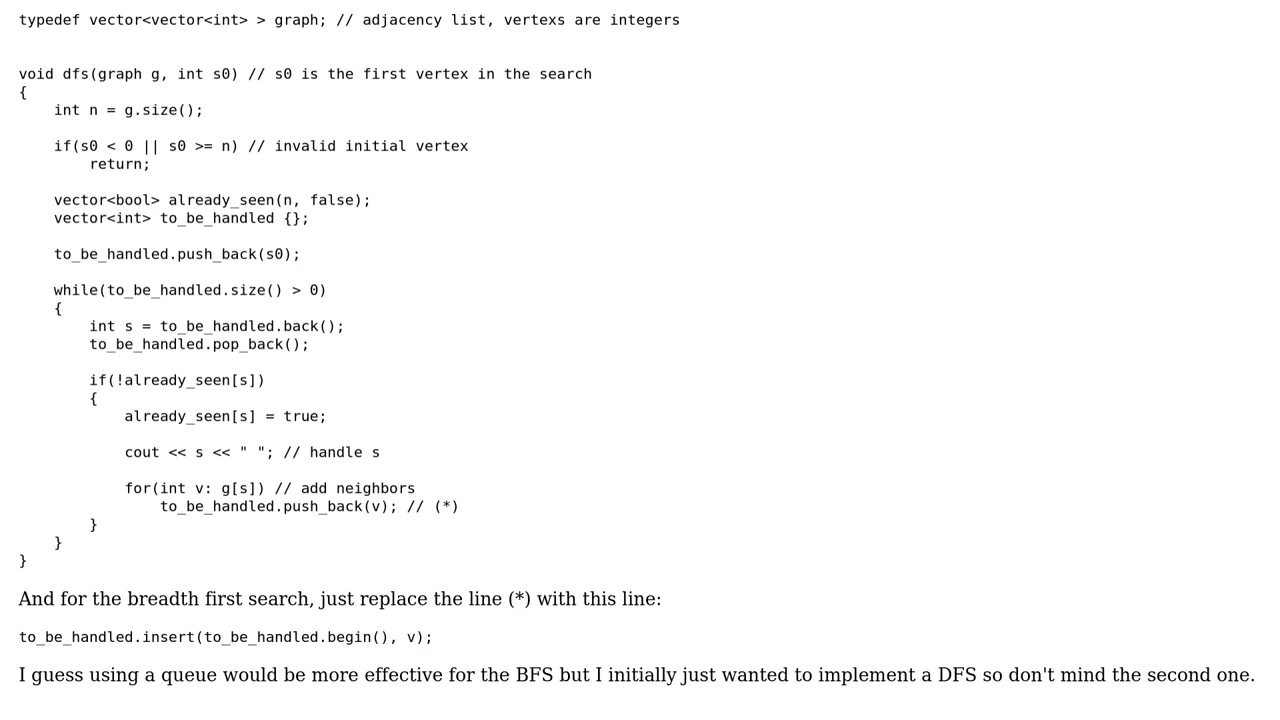 typedef vector<vector<int> > graph; // adjacency list, vertexs are integers
void dfs(graph g, int s0) // s0 is the first vertex in the search
{
    int n = g.size();
    if(s0 < 0 || s0 >= n) // invalid initial vertex
        return;
    vector<bool> already_seen(n, false);
    vector<int> to_be_handled {};
    to_be_handled.push_back(s0);
    while(to_be_handled.size() > 0)
    {
        int s = to_be_handled.back();
        to_be_handled.pop_back();
        if(!already_seen[s])
        {
            already_seen[s] = true;
            cout << s << " "; // handle s
            for(int v: g[s]) // add neighbors
                to_be_handled.push_back(v); // (*)
        }
    }
}
And for the breadth first search, just replace the line (*) with this line:
to_be_handled.insert(to_be_handled.begin(), v);
I guess using a queue would be more effective for the BFS but I initially just wanted to implement a DFS so don't mind the second one.